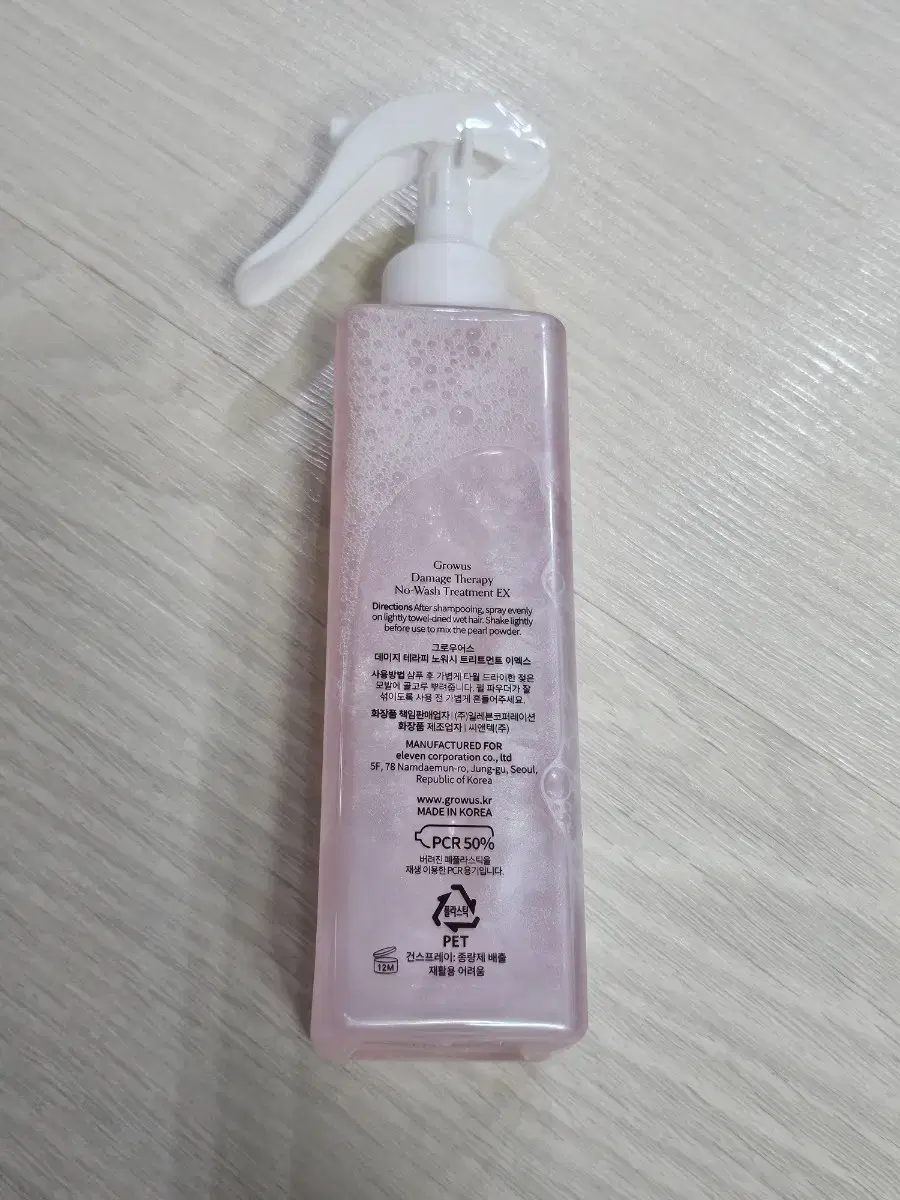 Growus
Damage Therapy
No-Wash Treatment EX
Directions After shampooing, spray evenly
on lightly towel-dried wet hair. Shake lightly
before use to mix the pearl powder.
그로우어스
데미지 테라피 노워시 트리트먼트 이엑스
사용방법 샴푸 후 가볍게 타월 드라이한 젖은
모발에 골고루 뿌려줍니다. 펄 파우더가 잘
섞이도록 사용 전 가볍게 흔들어주세요.
화장품 책임판매업자 | (주)일레븐코퍼레이션
화장품 제조업자 | 씨앤텍(주)
MANUFACTURED FOR
eleven corporation co., ltd
5F, 78 Namdaemun-ro, Jung-gu, Seoul,
Republic of Korea
www.growus.kr
MADE IN KOREA
PCR 50%
버려진 폐플라스틱을
재생 이용한 PCR 용기입니다.
플라스틱
PET
12M
건스프레이: 종량제 배출
재활용 어려움